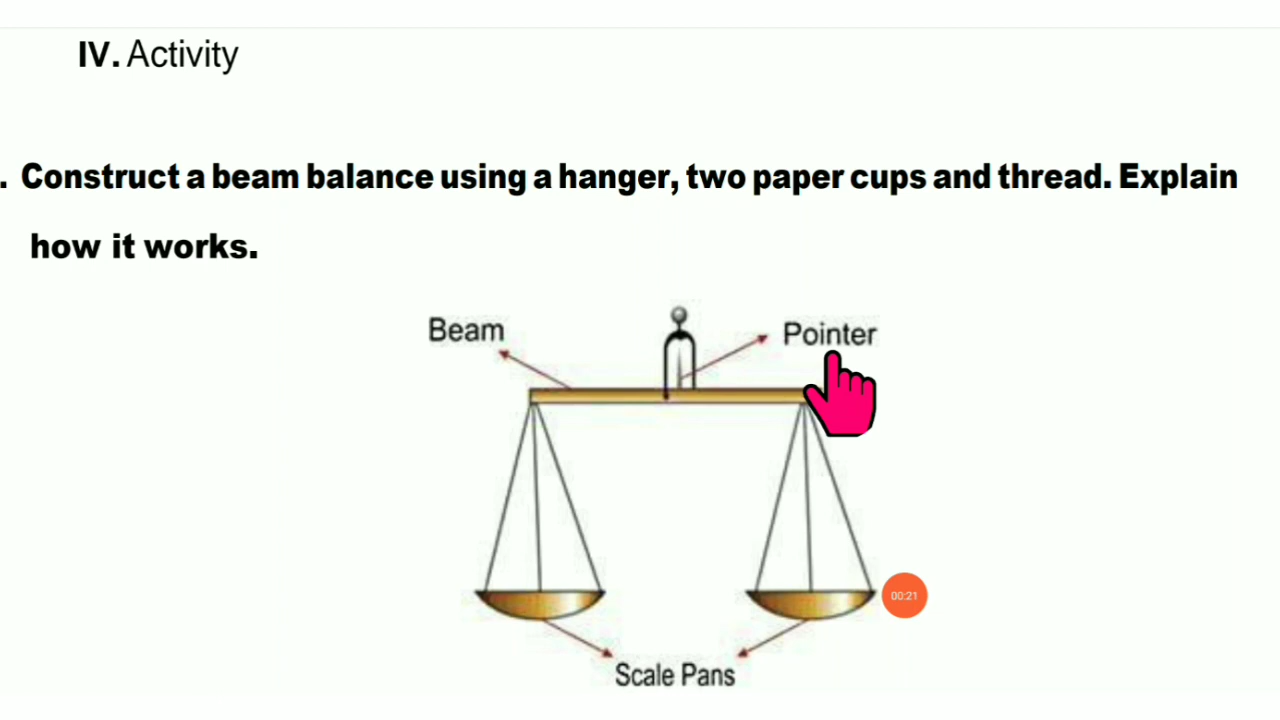 IV. Activity
. Construct a beam balance using a hanger, two paper cups and thread. Explain
how it works.
Beam
Pointer
00:21
Scale Pans